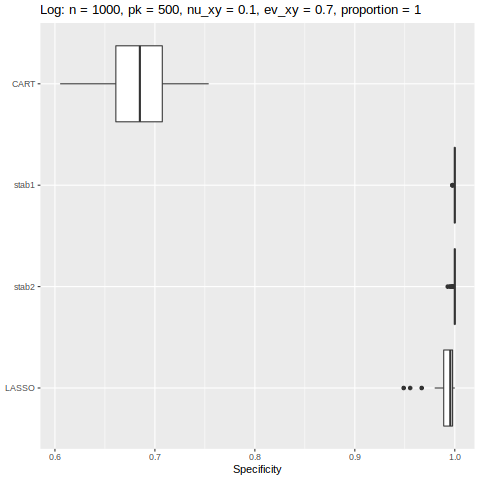 Log: n = 1000, pk = 500, nu_xy = 0.1, ev_xy = 0.7, proportion = 1
CART
stab1
stab2
LASSO
0.6 0.7 0.8 0.9 1.0
Specificity